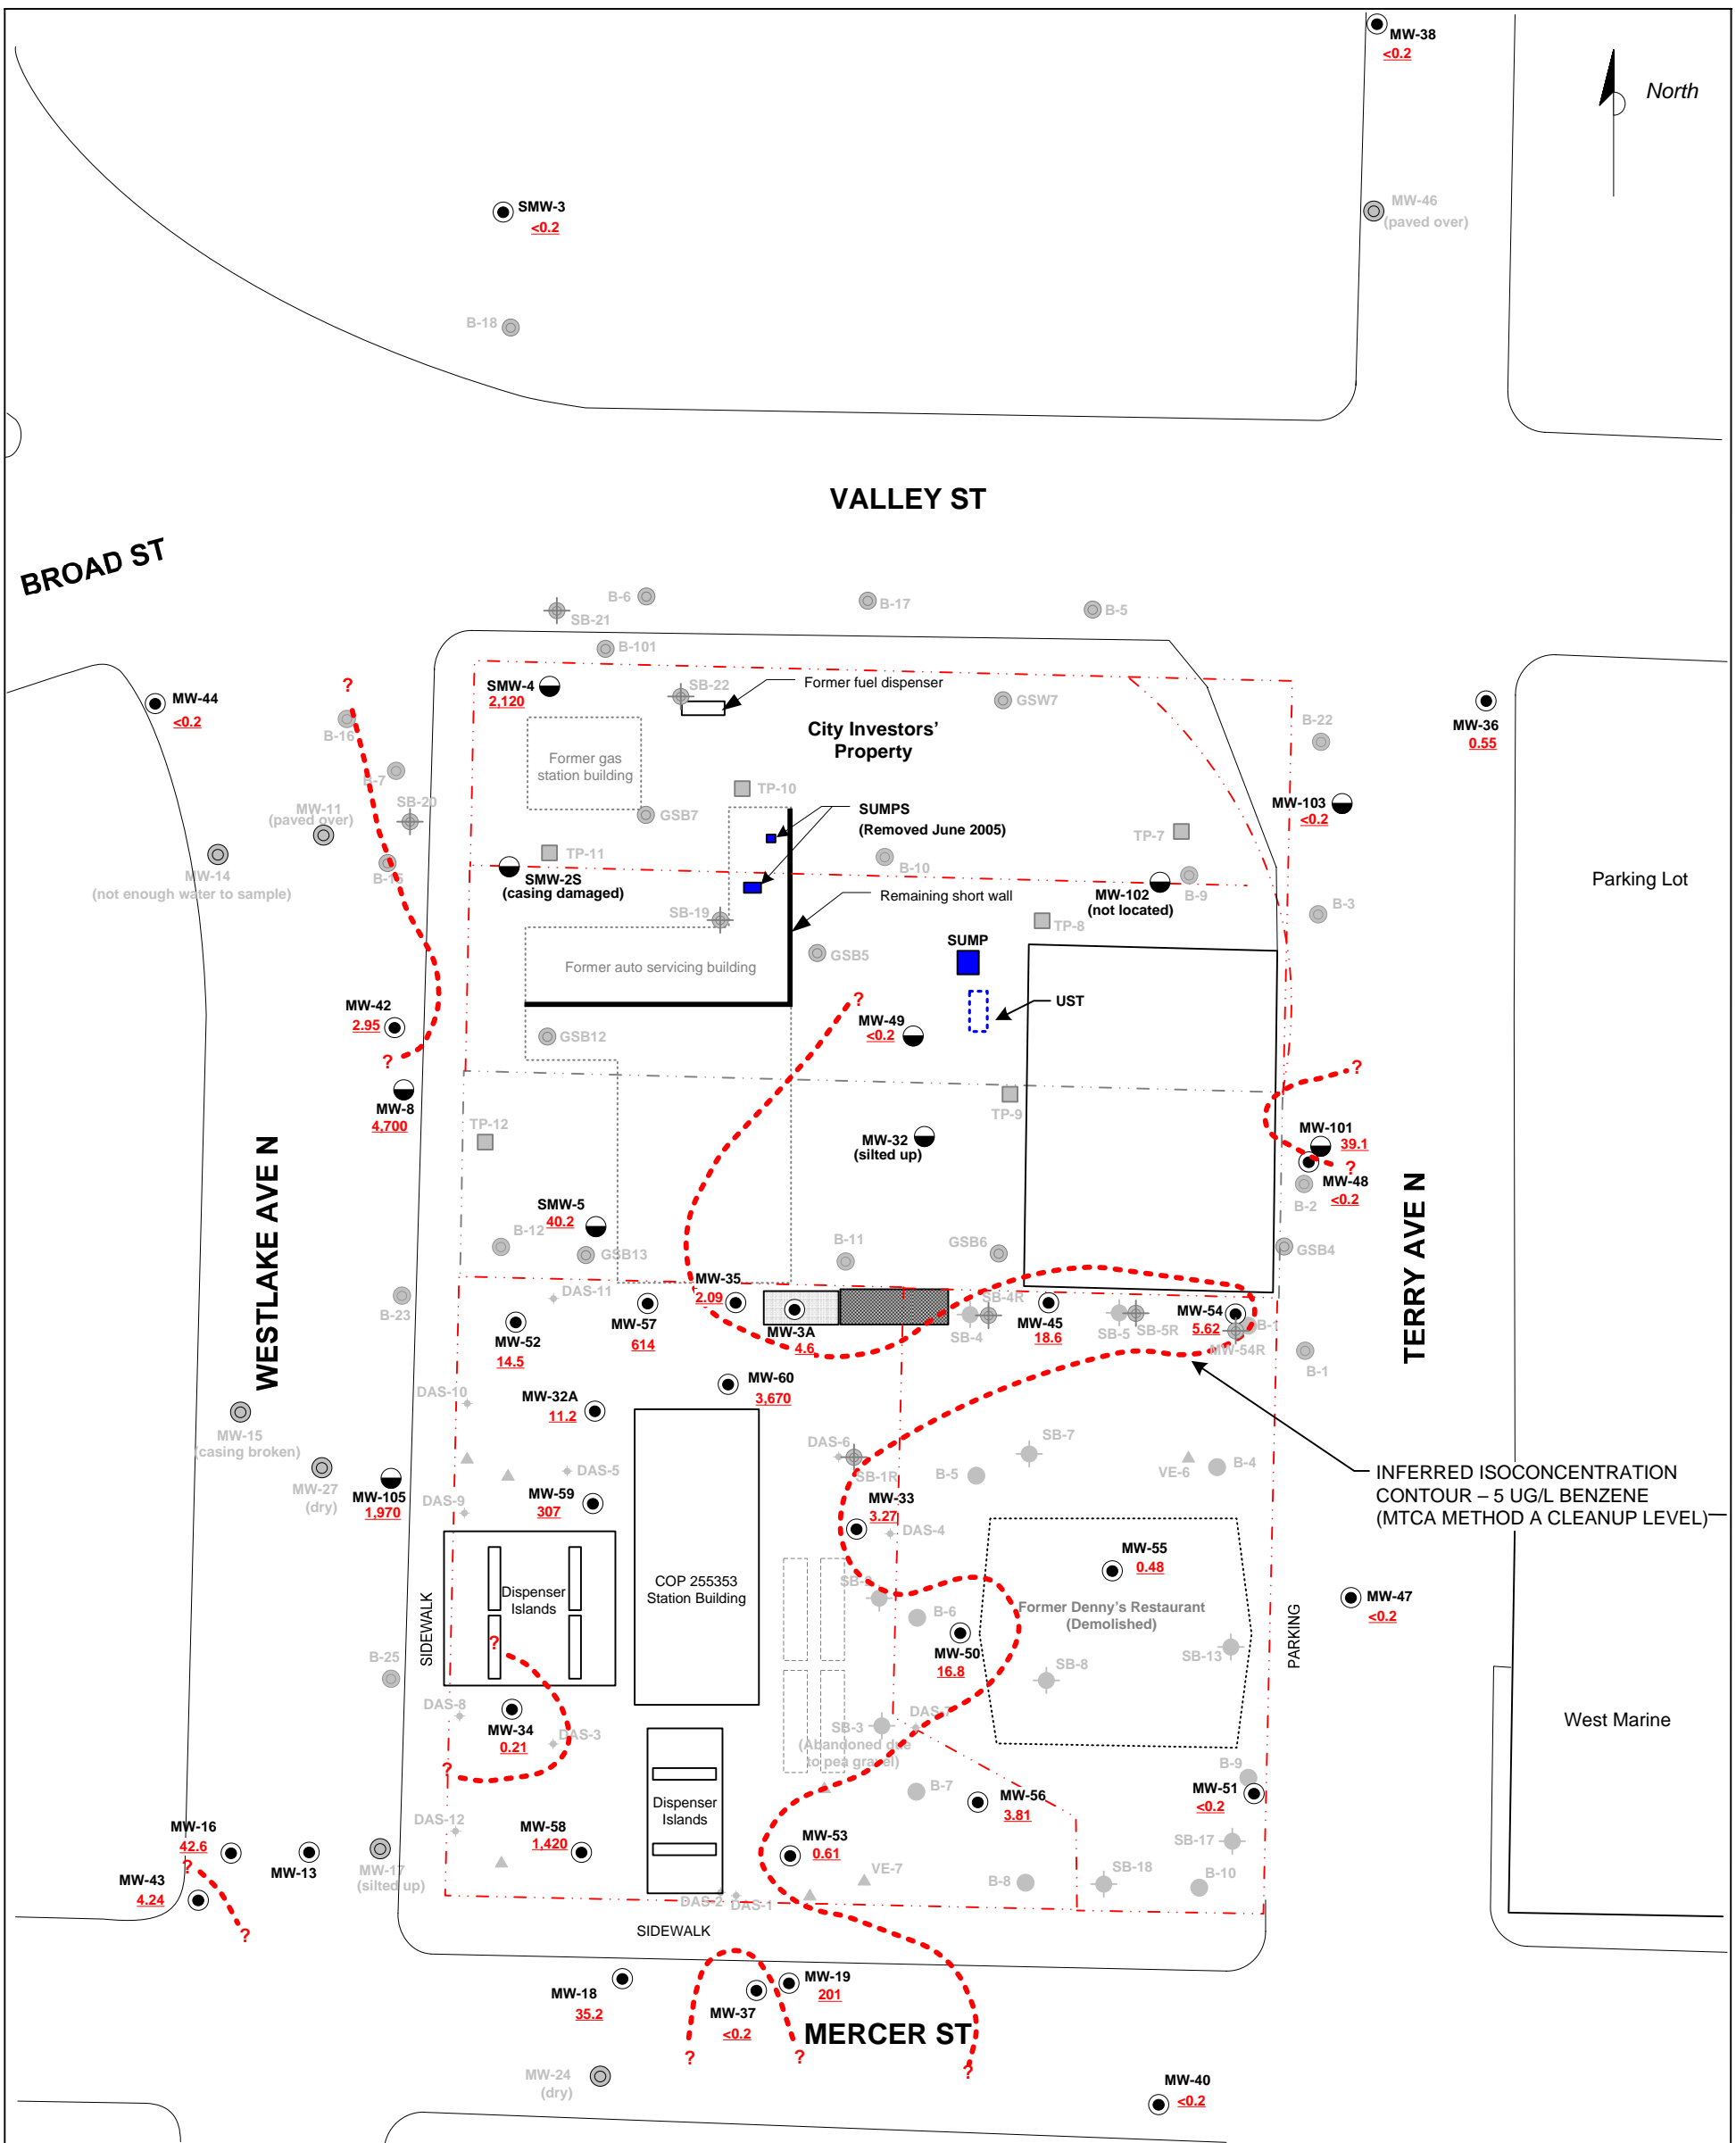 MW-38
<0.2
North
MW-46
(paved over)
SMW-3
<0.2
B-18
VALLEY ST
BROAD ST
B-6
SB-21
B-17
B-5
B-101
SMW-4
2,120
SB-22
Former fuel dispenser
GSW7
MW-44
<0.2
?
B-16
City Investors'
Property
B-22
MW-36
0.55
Former gas
station building
B-7
TP-10
SB-20
MW-11
(paved over)
GSB7
SUMPS
(Removed June 2005)
MW-103
<0.2
TP-7
MW-14
(not enough water to sample)
B-15
TP-11
SMW-2S
(casing damaged)
B-10
MW-102
(not located)
B-9
Parking Lot
Remaining short wall
SB-19
TP-8
B-3
SUMP
GSB5
Former auto servicing building
?
UST
MW-42
2.95
MW-49
<0.2
GSB12
?
?
MW-8
4,700
TP-9
TP-12
MW-32
(silted up)
MW-101
39.1
?
MW-48
<0.2
B-2
WESTLAKE AVE N
TERRY AVE N
SMW-5
40.2
B-12
GSB13
B-11
GSB6
GSB4
MW-35
2.09
DAS-11
B-23
MW-52
14.5
MW-57
614
MW-3A
4.6
SB-4R
SB-4
MW-45
18.6
SB-5
SB-5R
MW-54
5.62
B-1
MW-54R
B-1
MW-60
3,670
DAS-10
MW-32A
11.2
MW-15
(casing broken)
DAS-6
SB-1R
SB-7
B-5
VE-6
B-4
MW-27
(dry)
MW-105
1,970
DAS-5
DAS-9
MW-59
307
MW-33
3.27
DAS-4
INFERRED ISOCONCENTRATION
CONTOUR – 5 UG/L BENZENE
(MTCA METHOD A CLEANUP LEVEL)
MW-55
0.48
COP 255353
Station Building
Dispenser
Islands
SIDEWALK
B-6
Former Denny's Restaurant
(Demolished)
MW-47
<0.2
PARKING
?
MW-50
16.8
SB-13
SB-8
B-25
DAS-8
MW-34
0.21
DAS-3
SB-3
(Abandoned due
to pea gravel)
DAS-7
West Marine
?
B-7
B-9
MW-51
<0.2
Dispenser
Islands
MW-56
3.81
DAS-12
MW-58
1,420
MW-53
0.61
SB-17
MW-16
42.6
MW-13
MW-17
(silted up)
?
MW-43
4.24
?
VE-7
B-8
SB-18
B-10
DAS-2
DAS-1
SIDEWALK
MW-18
35.2
MW-37
<0.2
MW-19
201
MERCER ST
?
?
?
MW-24
(dry)
MW-40
<0.2